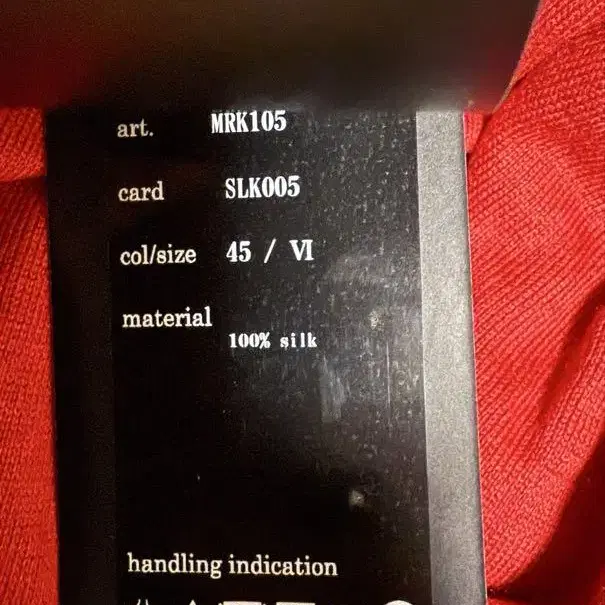 art. MRK105
card SLK005
col/size 45 / Ⅵ
material
100% silk
handling indication